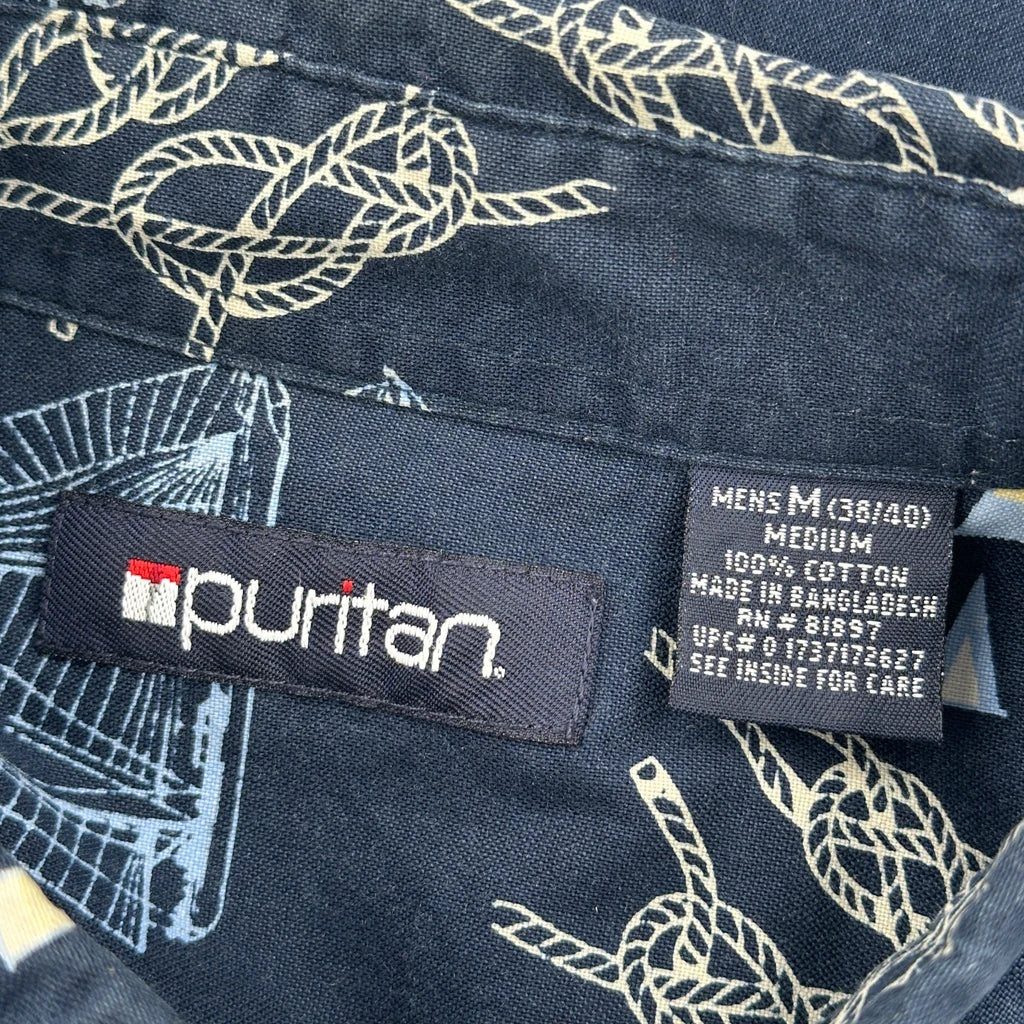 puritan.
MENS M (38/40)
MEDIUM
100% COTTON
MADE IN BANGLADESH
RN # 81897
UPC# 0 1737172627
SEE INSIDE FOR CARE